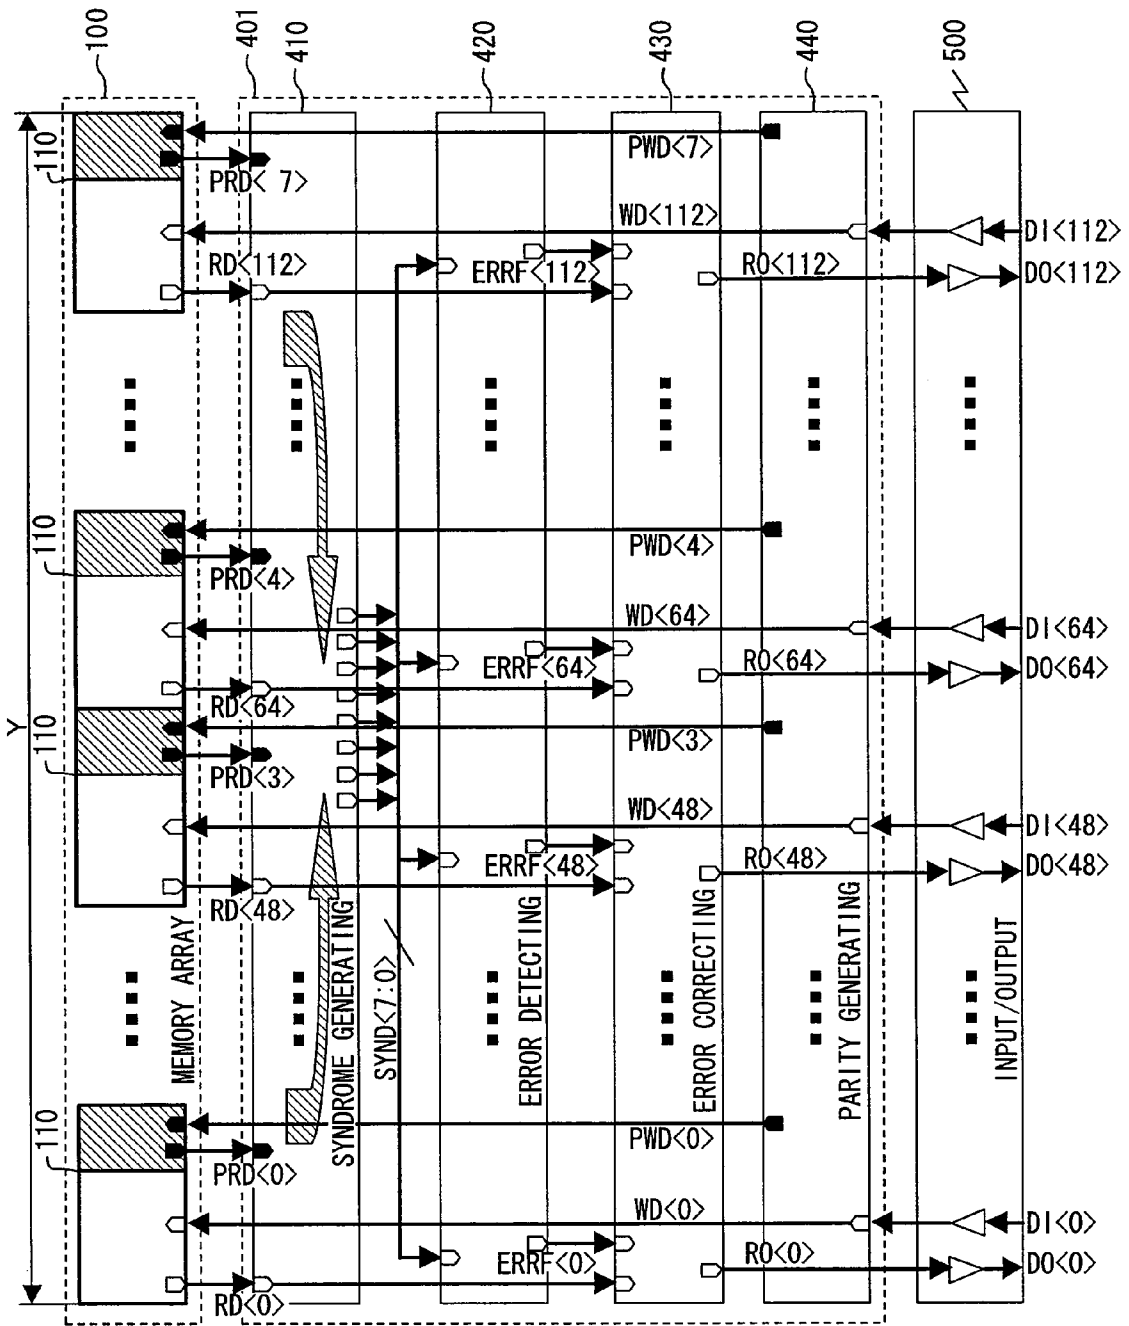 100
401
410
420
430
440
500
110
PWD<7>
PRD< 7>
WD<112>
DI<112>
RD<112>
ERRF<112>
RO<112>
DO<112>
110
PWD<4>
PRD<4>
WD<64>
DI<64>
RD<64>
ERRF<64>
RO<64>
DO<64>
Y
110
PWD<3>
PRD<3>
WD<48>
DI<48>
RD<48>
ERRF<48>
RO<48>
DO<48>
MEMORY ARRAY
SYNDROME GENERATING
SYND<7:0>
ERROR DETECTING
ERROR CORRECTING
PARITY GENERATING
INPUT/OUTPUT
110
PWD<0>
PRD<0>
WD<0>
DI<0>
RD<0>
ERRF<0>
RO<0>
DO<0>